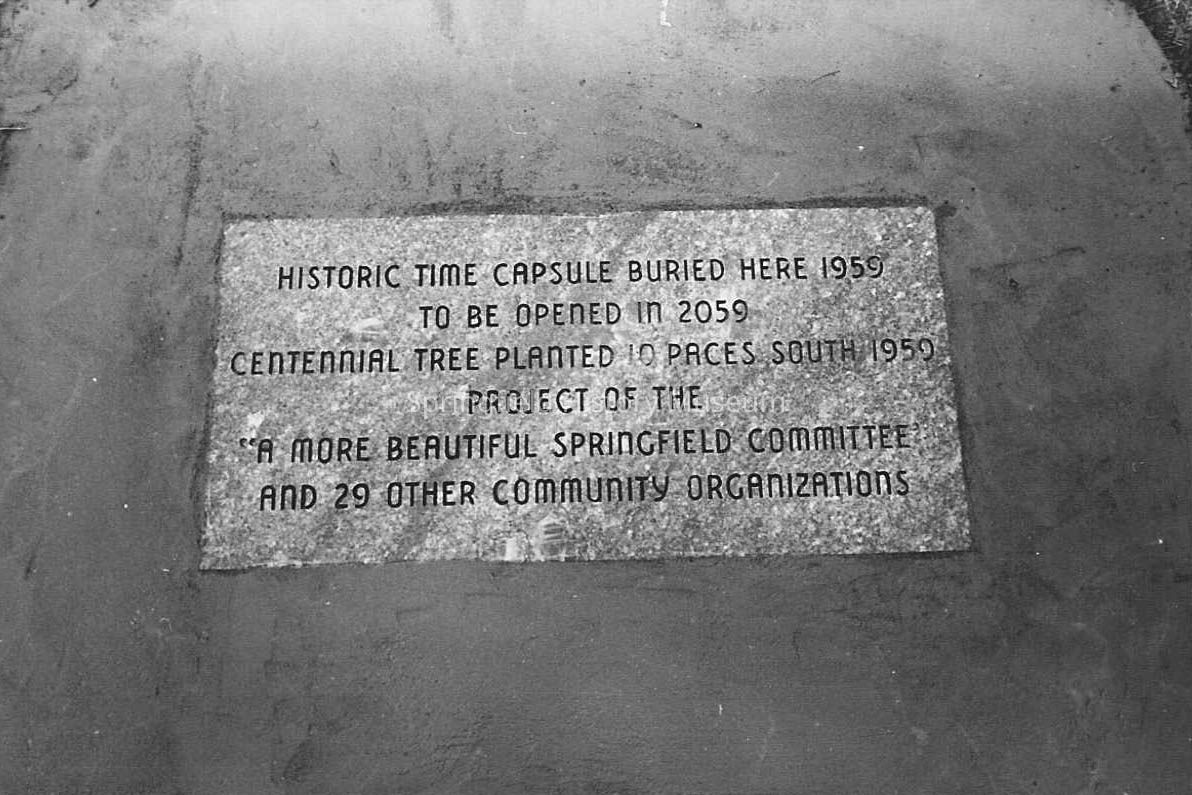 HISTORIC TIME CAPSULE BURIED HERE 1959
TO BE OPENED IN 2059
CENTENNIAL TREE PLANTED 10 PACES SOUTH 1959
PROJECT OF THE
"A MORE BEAUTIFUL SPRINGFIELD COMMITTEE"
AND 29 OTHER COMMUNITY ORGANIZATIONS
Museum